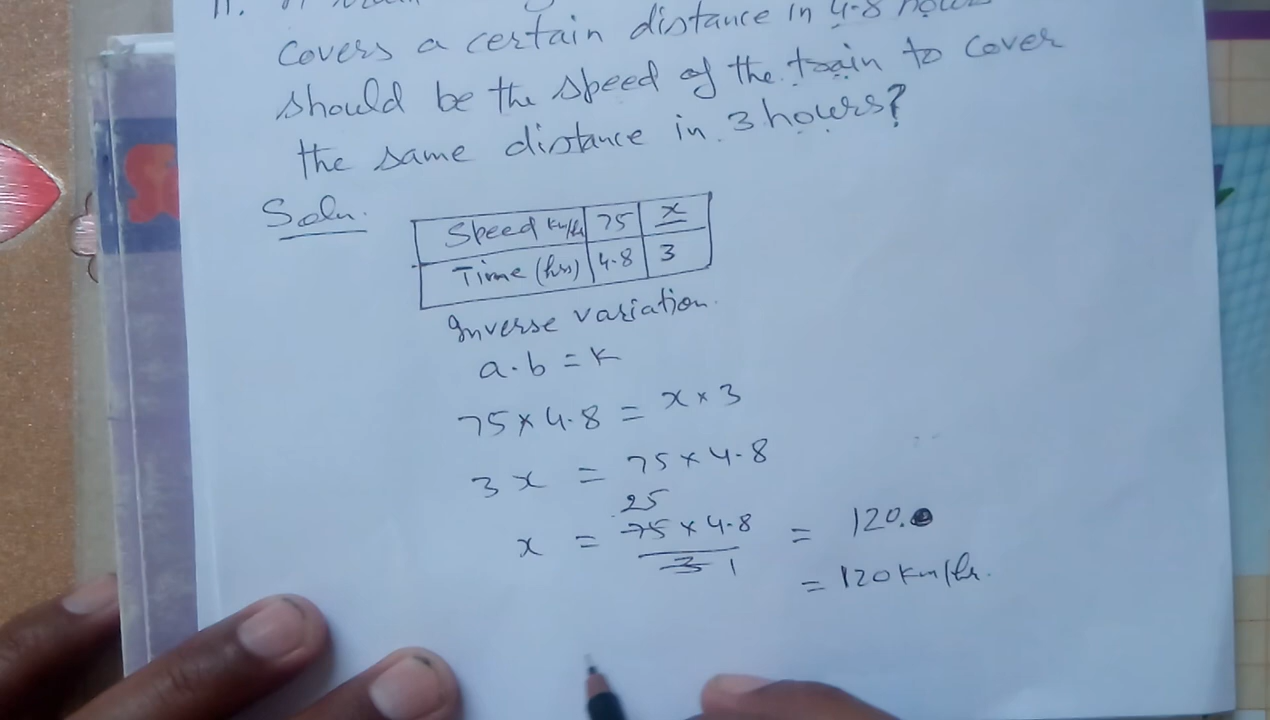 11.
covers a certain distance in 4.8 hours
should be the speed of the train to cover
the same distance in 3 hours?
Soln.
Speed Km/hr 75 x
Time (hrs) 4.8 3
Inverse variation.
a.b = K
75 × 4.8 = x × 3
3x = 75 × 4.8
25
x = 75 × 4.8 / 3 1 = 120.
= 120 Km/hr.